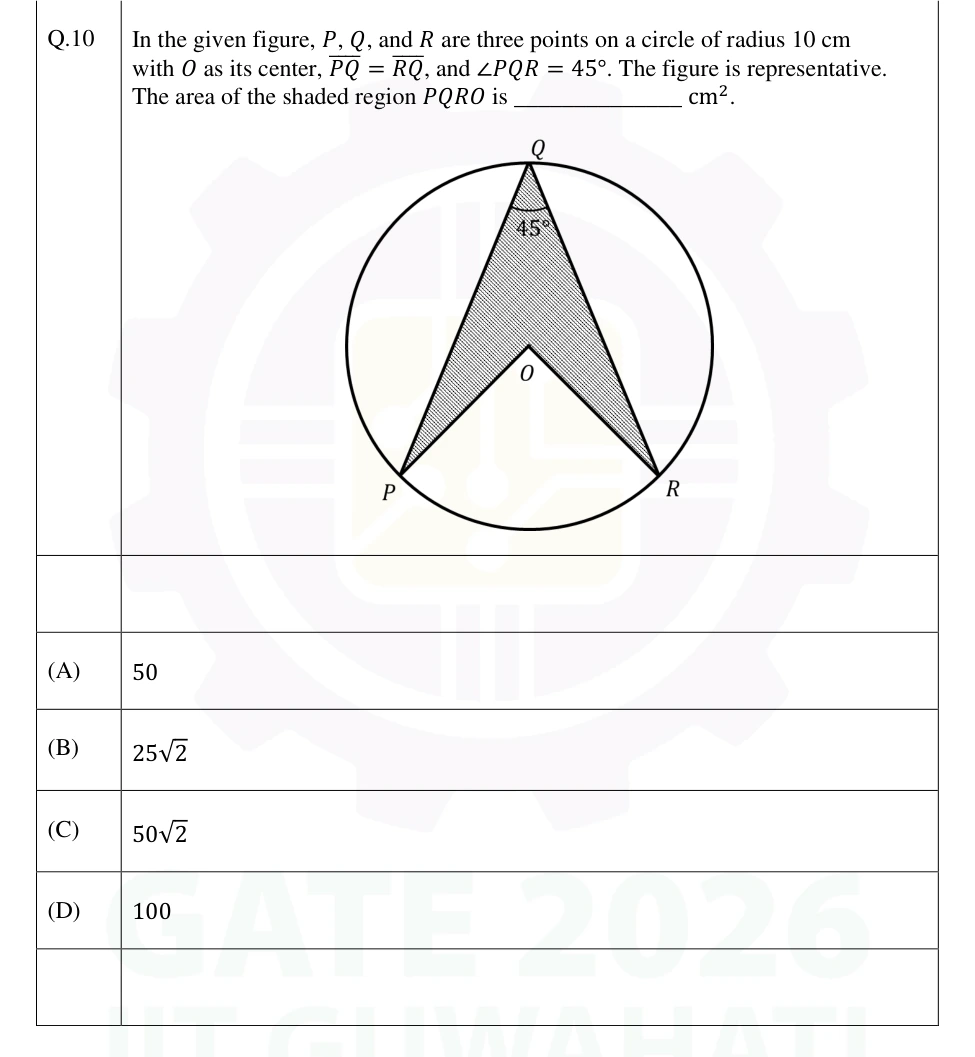 Q.10
In the given figure, P, Q, and R are three points on a circle of radius 10 cm
with O as its center, P̅Q̅ = R̅Q̅, and ∠PQR = 45°. The figure is representative.
The area of the shaded region PQRO is ______________ cm².
Q
45°
O
P
R
(A) 50
(B) 25√2
(C) 50√2
(D) 100
GATE 2026
IIT GUWAHATI